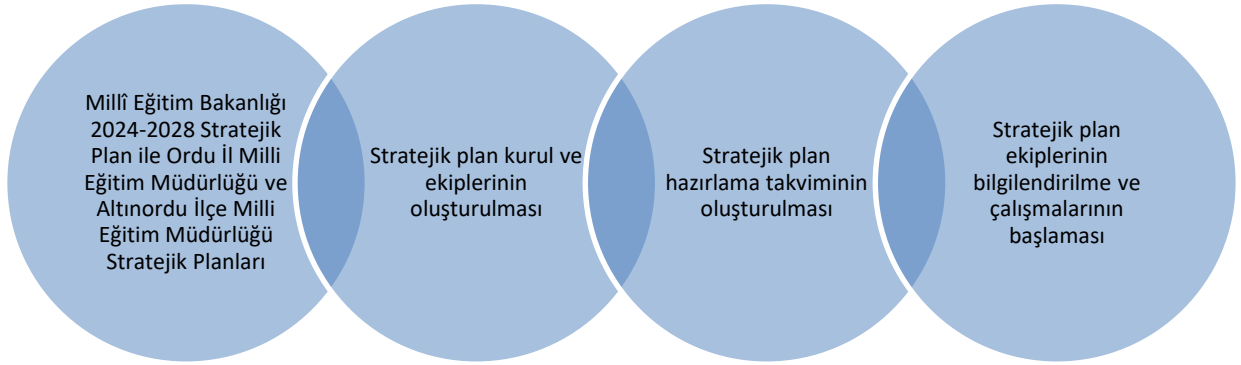 Millî Eğitim Bakanlığı
2024-2028 Stratejik
Plan ile Ordu İl Milli
Eğitim Müdürlüğü ve
Altınordu İlçe Milli
Eğitim Müdürlüğü
Stratejik Planları
Stratejik plan kurul ve
ekiplerinin
oluşturulması
Stratejik plan
hazırlama takviminin
oluşturulması
Stratejik plan
ekiplerinin
bilgilendirilme ve
çalışmalarının
başlaması